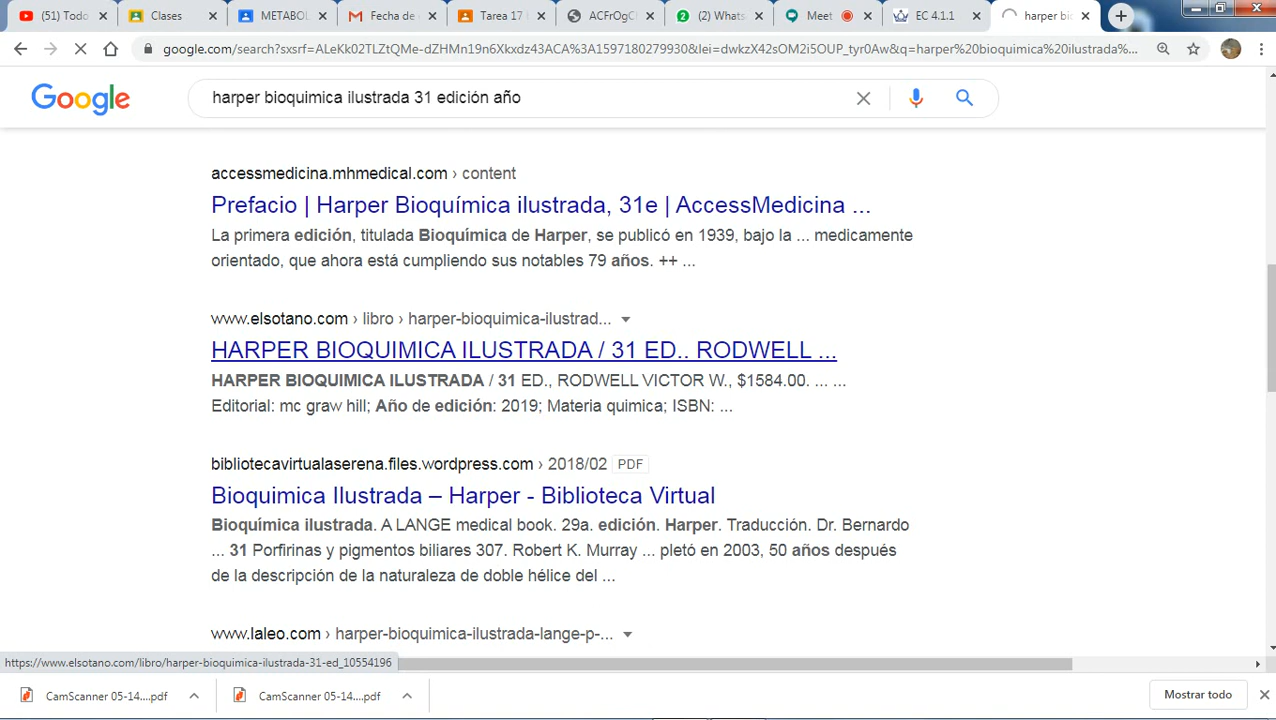 (51) Todo
Clases
METABOL
Fecha de
Tarea 17
ACFrOgC
(2) Whats
Meet
EC 4.1.1
harper bio
google.com/search?sxsrf=ALeKk02TLZtQMe-dZHMn19n6Xkxd43ACA%3A1597180279930&lei=dwkzX42sOM2i5OUP_tyr0Aw&q=harper%20bioquimica%20ilustrada%...
Google
harper bioquimica ilustrada 31 edición año
accessmedicina.mhmedical.com › content
Prefacio | Harper Bioquímica ilustrada, 31e | AccessMedicina ...
La primera edición, titulada Bioquímica de Harper, se publicó en 1939, bajo la ... medicamente
orientado, que ahora está cumpliendo sus notables 79 años. ++ ...
www.elsotano.com › libro › harper-bioquimica-ilustrad...
HARPER BIOQUIMICA ILUSTRADA / 31 ED.. RODWELL ...
HARPER BIOQUIMICA ILUSTRADA / 31 ED., RODWELL VICTOR W., $1584.00. ... ...
Editorial: mc graw hill; Año de edición: 2019; Materia quimica; ISBN: ...
bibliotecavirtualaserena.files.wordpress.com › 2018/02 PDF
Bioquimica Ilustrada – Harper - Biblioteca Virtual
Bioquímica ilustrada. A LANGE medical book. 29a. edición. Harper. Traducción. Dr. Bernardo
... 31 Porfirinas y pigmentos biliares 307. Robert K. Murray ... pletó en 2003, 50 años después
de la descripción de la naturaleza de doble hélice del ...
www.laleo.com › harper-bioquimica-ilustrada-lange-p-...
https://www.elsotano.com/libro/harper-bioquimica-ilustrada-31-ed_10554196
CamScanner 05-14....pdf
CamScanner 05-14....pdf
Mostrar todo